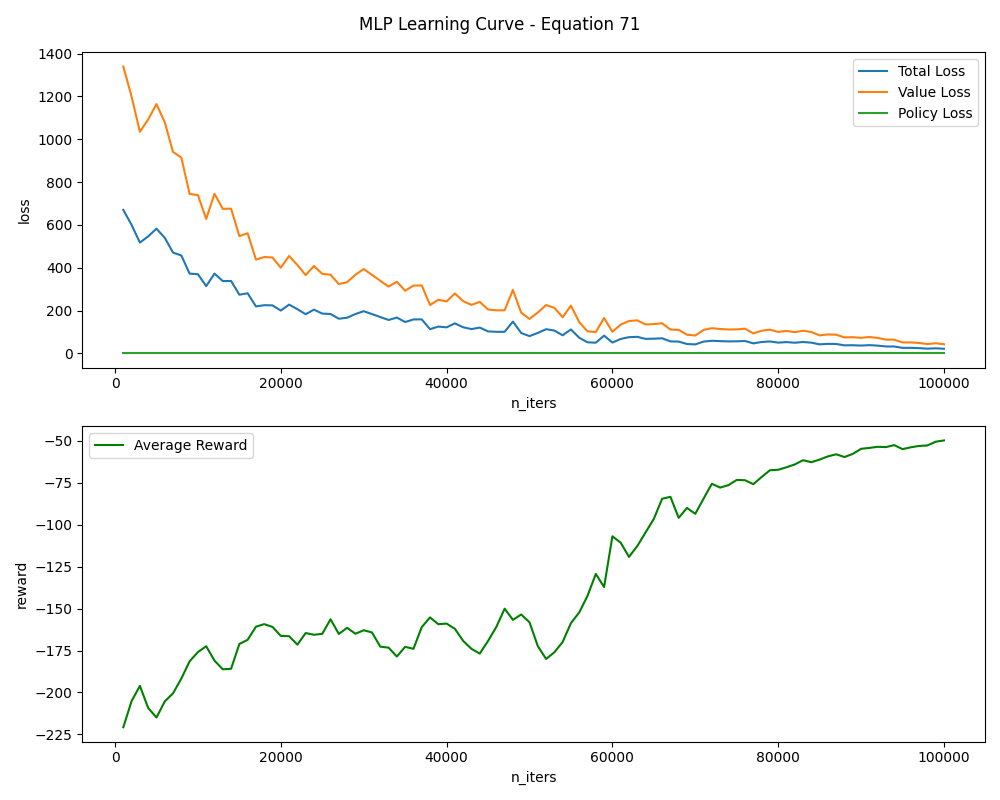 MLP Learning Curve - Equation 71
1400
1200
1000
800
600
400
200
0
loss
Total Loss
Value Loss
Policy Loss
0 20000 40000 60000 80000 100000
n_iters
−50
−75
−100
−125
−150
−175
−200
−225
reward
Average Reward
0 20000 40000 60000 80000 100000
n_iters